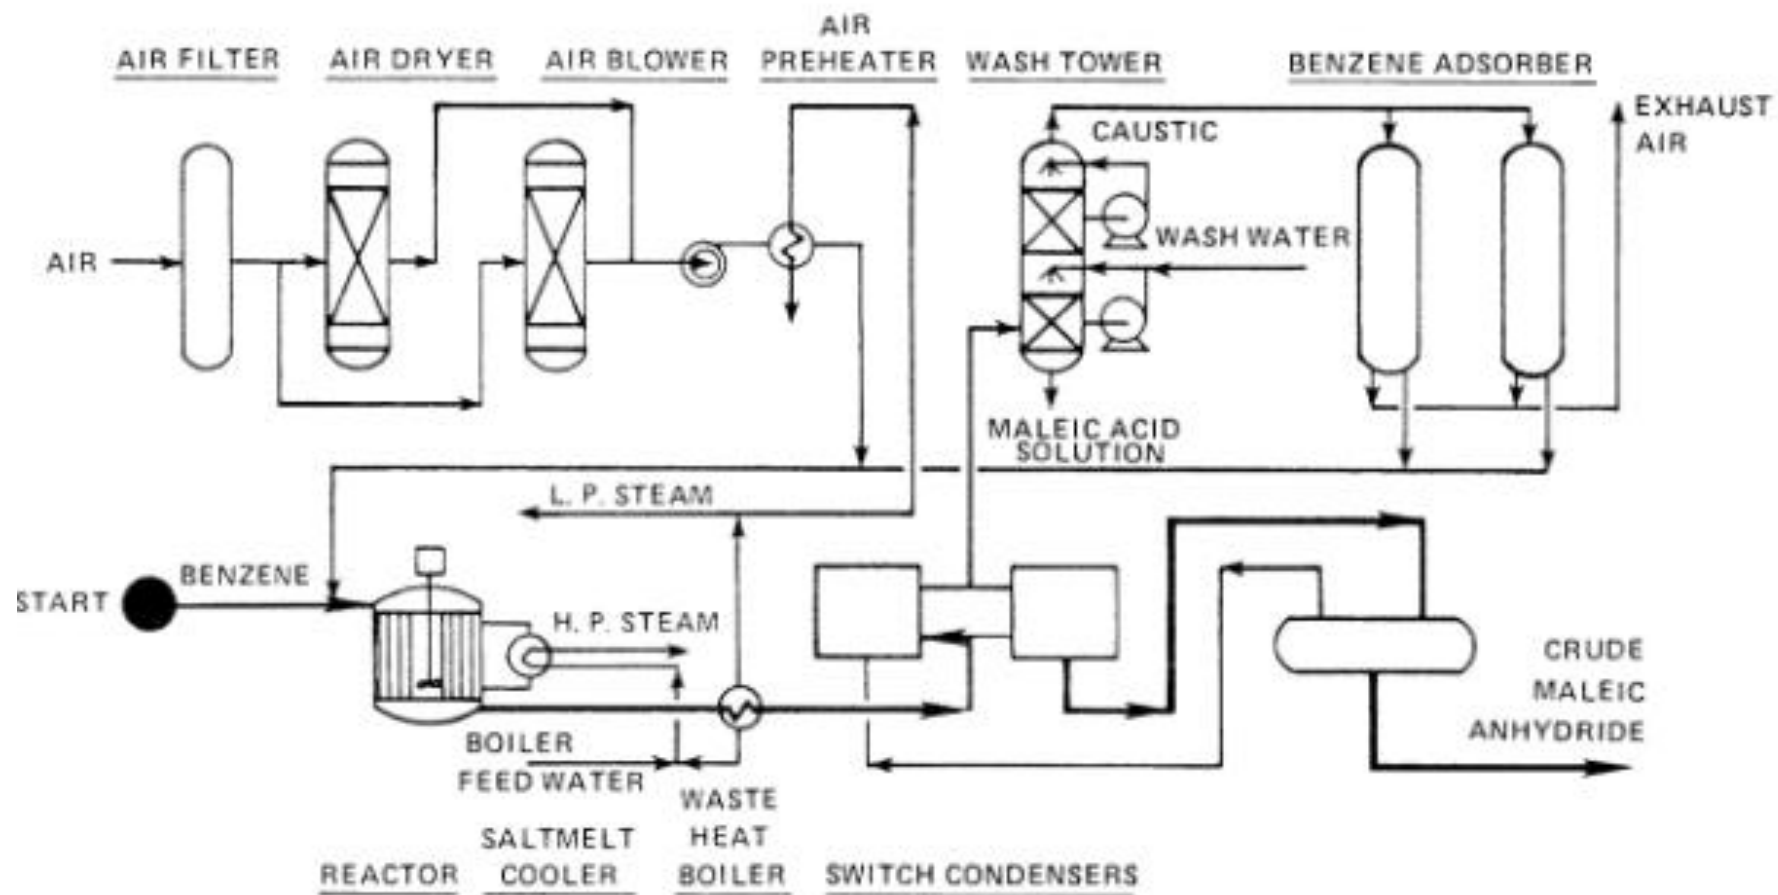 AIR FILTER
AIR DRYER
AIR BLOWER
AIR
PREHEATER
WASH TOWER
BENZENE ADSORBER
EXHAUST
AIR
CAUSTIC
AIR
WASH WATER
MALEIC ACID
SOLUTION
L. P. STEAM
START
BENZENE
H. P. STEAM
CRUDE
MALEIC
ANHYDRIDE
BOILER
FEED WATER
REACTOR
SALTMELT
COOLER
WASTE
HEAT
BOILER
SWITCH CONDENSERS